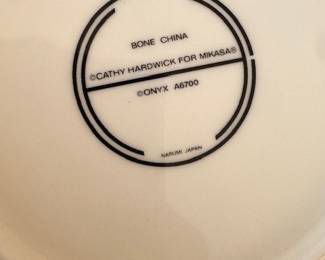 BONE CHINA
©CATHY HARDWICK FOR MIKASA®
©ONYX A6700
NARUMI JAPAN